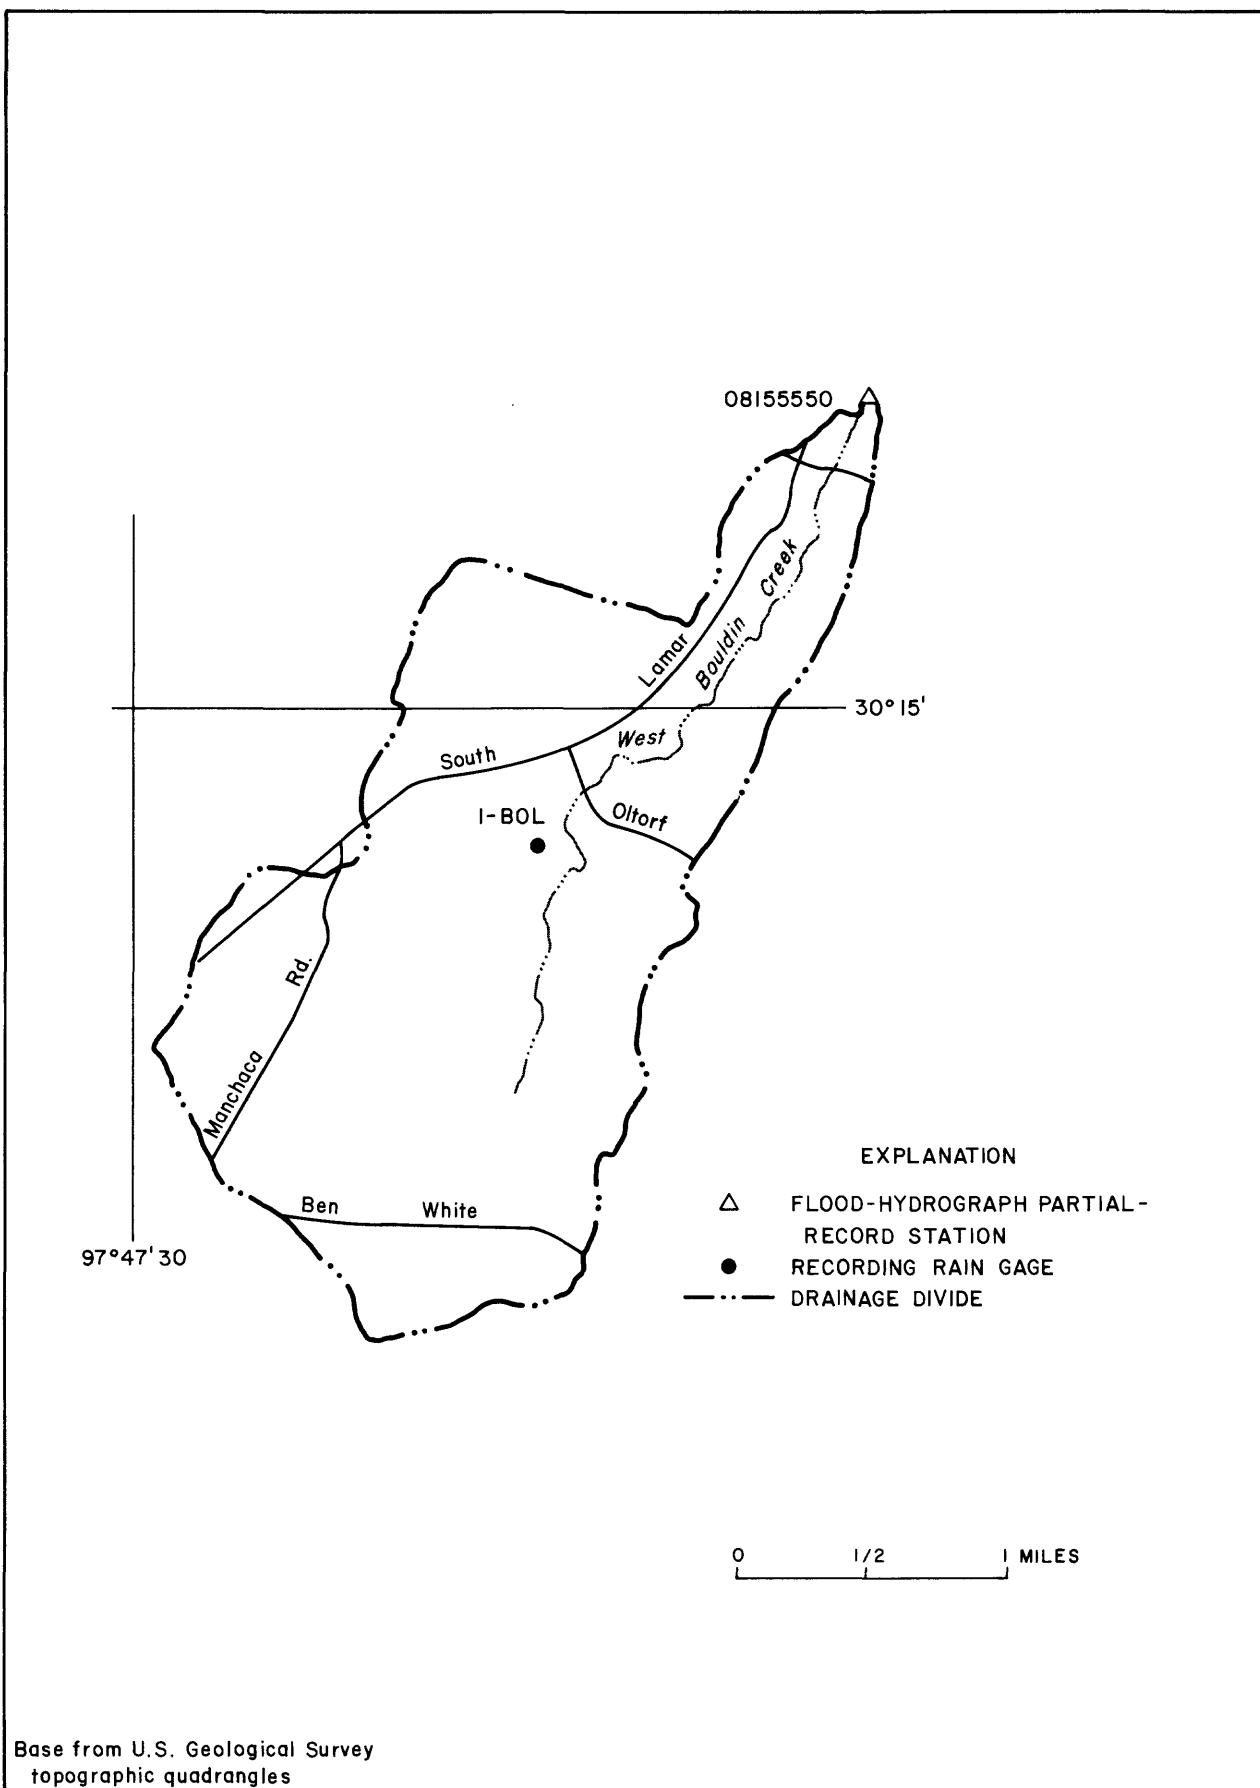 08155550
Creek
Bouldin
Lamar
30°15'
West
South
1-BOL
Oltorf
Rd.
Manchaca
EXPLANATION
Ben White
FLOOD-HYDROGRAPH PARTIAL-
RECORD STATION
97°47'30
RECORDING RAIN GAGE
DRAINAGE DIVIDE
0 1/2 1 MILES
Base from U.S. Geological Survey
topographic quadrangles